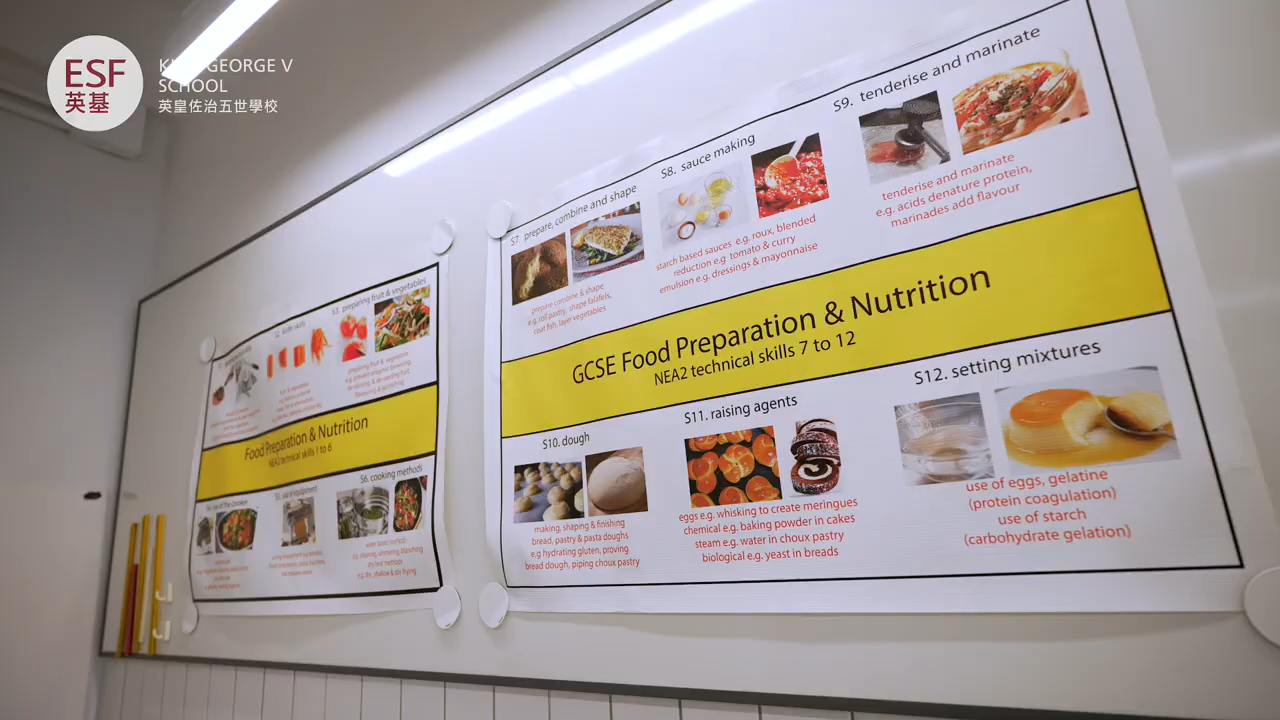 ESF
英基
KING GEORGE V
SCHOOL
英皇佐治五世學校
S3. preparing fruit & vegetables
Food Preparation & Nutrition
NEA2 technical skills 1 to 6
S6. cooking methods
S7. prepare, combine and shape
prepare combine & shape
e.g. roll pastry, shape falafels,
coat fish, layer vegetables
S8. sauce making
starch based sauces e.g. roux, blended
reduction e.g tomato & curry
emulsion e.g. dressings & mayonnaise
S9. tenderise and marinate
tenderise and marinate
e.g. acids denature protein,
marinades add flavour
GCSE Food Preparation & Nutrition
NEA2 technical skills 7 to 12
S10. dough
making, shaping & finishing
bread, pastry & pasta doughs
e.g hydrating gluten, proving
bread dough, piping choux pastry
S11. raising agents
eggs e.g. whisking to create meringues
chemical e.g. baking powder in cakes
steam e.g. water in choux pastry
biological e.g. yeast in breads
S12. setting mixtures
use of eggs, gelatine
(protein coagulation)
use of starch
(carbohydrate gelation)